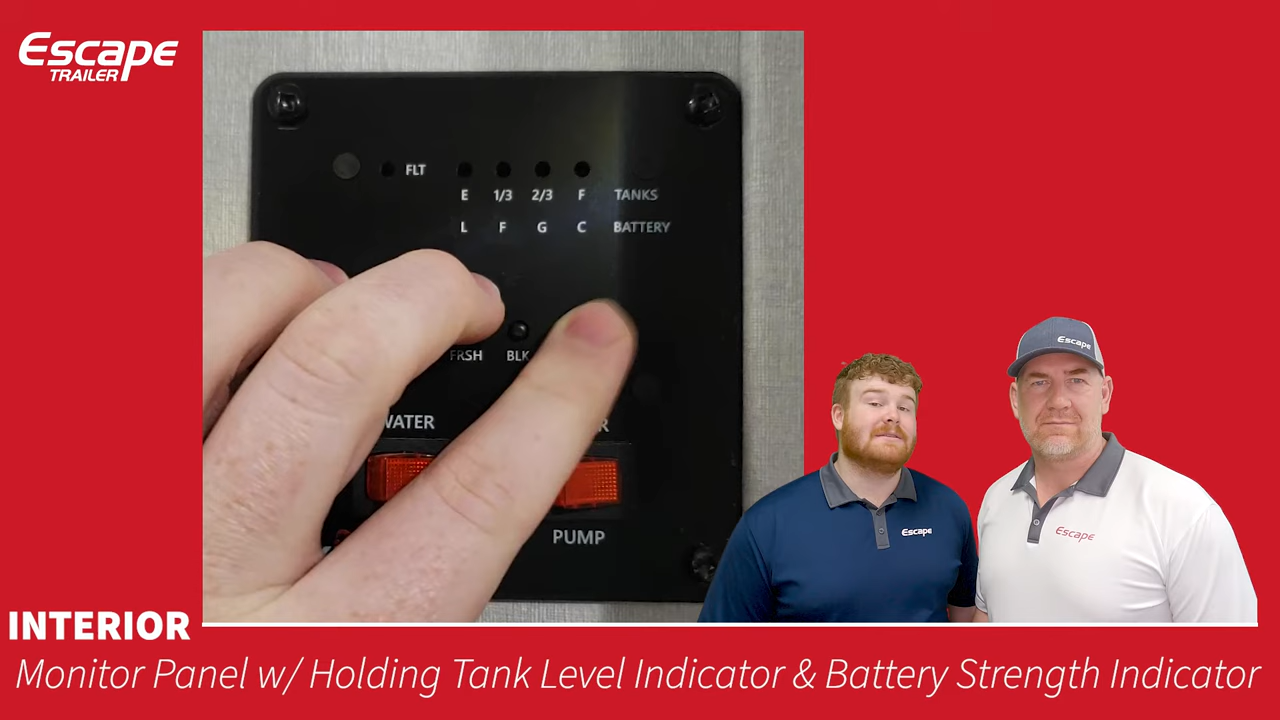 Escape
TRAILER
FLT
E 1/3 2/3 F TANKS
L F G C BATTERY
FRSH BLK
WATER
PUMP
Escape
Escape
Escape
INTERIOR
Monitor Panel w/ Holding Tank Level Indicator & Battery Strength Indicator